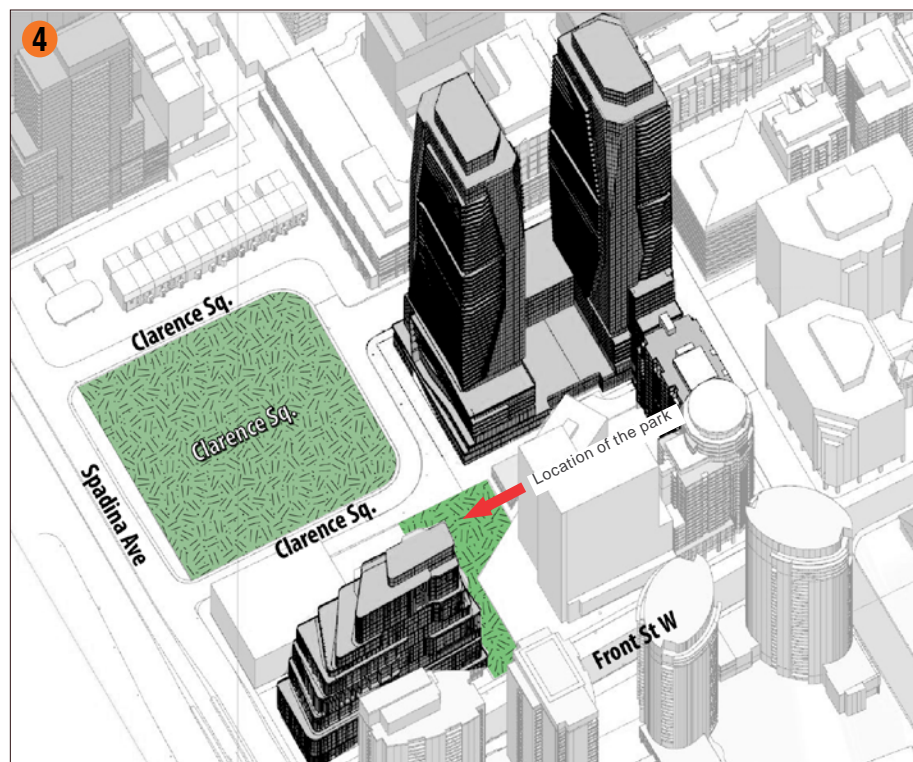 4
Clarence Sq.
Clarence Sq.
Location of the park
Spadina Ave
Clarence Sq.
Front St W